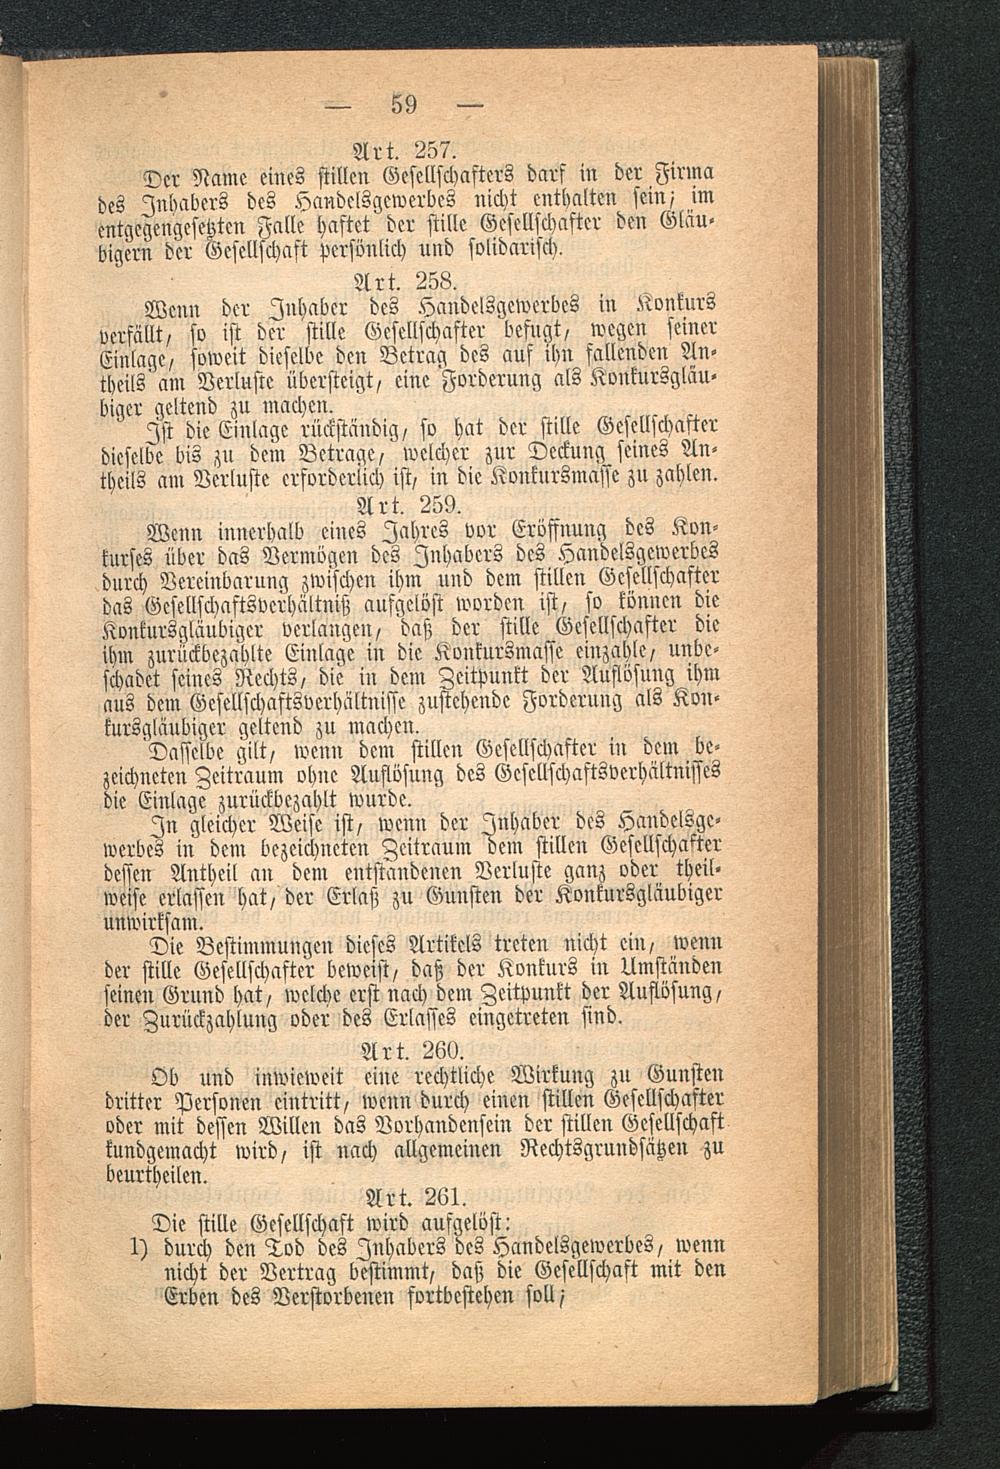 — 59 —
Art. 257.
Der Name eines stillen Gesellschafters darf in der Firma
des Inhabers des Handelsgewerbes nicht enthalten sein; im
entgegengesetzten Falle haftet der stille Gesellschafter den Gläu-
bigern der Gesellschaft persönlich und solidarisch.
Art. 258.
Wenn der Inhaber des Handelsgewerbes in Konkurs
verfällt, so ist der stille Gesellschafter befugt, wegen seiner
Einlage, soweit dieselbe den Betrag des auf ihn fallenden An-
theils am Verluste übersteigt, eine Forderung als Konkursgläu-
biger geltend zu machen.
Ist die Einlage rückständig, so hat der stille Gesellschafter
dieselbe bis zu dem Betrage, welcher zur Deckung seines An-
theils am Verluste erforderlich ist, in die Konkursmasse zu zahlen.
Art. 259.
Wenn innerhalb eines Jahres vor Eröffnung des Kon-
kurses über das Vermögen des Inhabers des Handelsgewerbes
durch Vereinbarung zwischen ihm und dem stillen Gesellschafter
das Gesellschaftsverhältniß aufgelöst worden ist, so können die
Konkursgläubiger verlangen, daß der stille Gesellschafter die
ihm zurückbezahlte Einlage in die Konkursmasse einzahle, unbe-
schadet seines Rechts, die in dem Zeitpunkt der Auflösung ihm
aus dem Gesellschaftsverhältnisse zustehende Forderung als Kon-
kursgläubiger geltend zu machen.
Dasselbe gilt, wenn dem stillen Gesellschafter in dem be-
zeichneten Zeitraum ohne Auflösung des Gesellschaftsverhältnisses
die Einlage zurückbezahlt wurde.
In gleicher Weise ist, wenn der Inhaber des Handelsge-
werbes in dem bezeichneten Zeitraum dem stillen Gesellschafter
dessen Antheil an dem entstandenen Verluste ganz oder theil-
weise erlassen hat, der Erlaß zu Gunsten der Konkursgläubiger
unwirksam.
Die Bestimmungen dieses Artikels treten nicht ein, wenn
der stille Gesellschafter beweist, daß der Konkurs in Umständen
seinen Grund hat, welche erst nach dem Zeitpunkt der Auflösung,
der Zurückzahlung oder des Erlasses eingetreten sind.
Art. 260.
Ob und inwieweit eine rechtliche Wirkung zu Gunsten
dritter Personen eintritt, wenn durch einen stillen Gesellschafter
oder mit dessen Willen das Vorhandensein der stillen Gesellschaft
kundgemacht wird, ist nach allgemeinen Rechtsgrundsätzen zu
beurtheilen.
Art. 261.
Die stille Gesellschaft wird aufgelöst:
1) durch den Tod des Inhabers des Handelsgewerbes, wenn
nicht der Vertrag bestimmt, daß die Gesellschaft mit den
Erben des Verstorbenen fortbestehen soll;